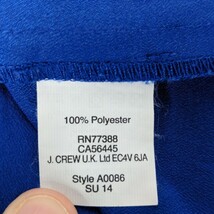 100% Polyester
RN77388
CA56445
J. CREW U.K. Ltd EC4V 6JA
Style A0086
SU 14